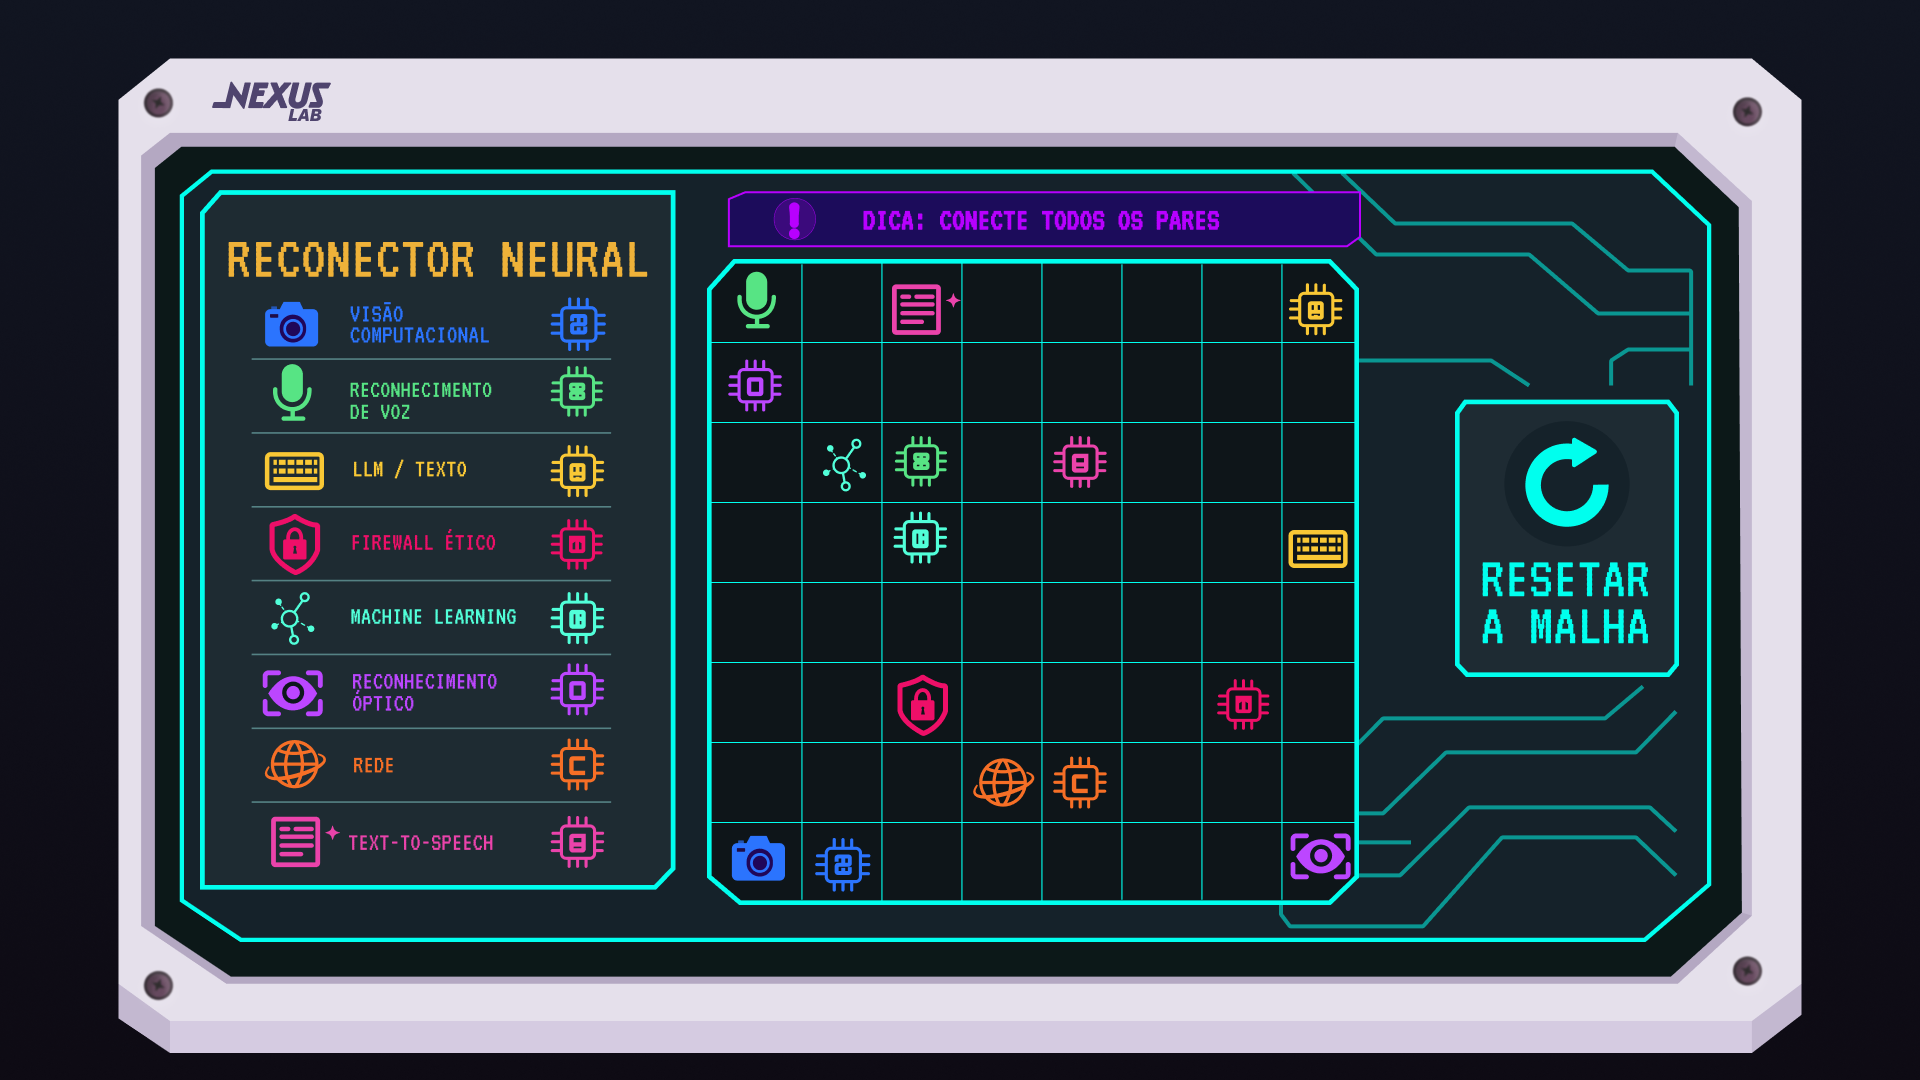 NEXUS
LAB
RECONECTOR NEURAL
VISÃO
COMPUTACIONAL
RECONHECIMENTO
DE VOZ
LLM / TEXTO
FIREWALL ÉTICO
MACHINE LEARNING
RECONHECIMENTO
ÓPTICO
REDE
TEXT-TO-SPEECH
DICA: CONECTE TODOS OS PARES
RESETAR
A MALHA